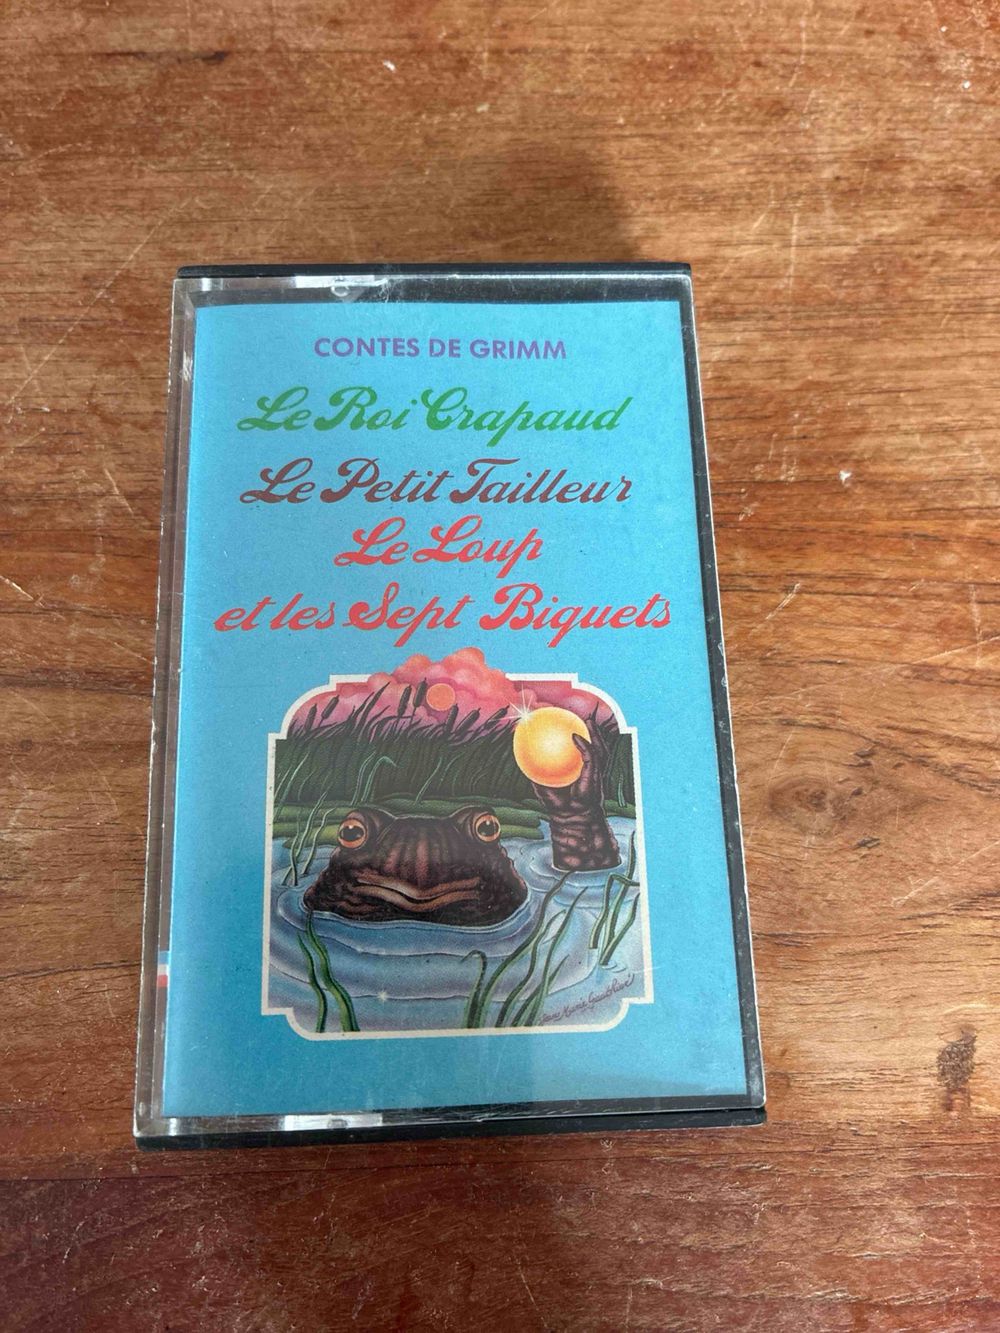 CONTES DE GRIMM
Le Roi Crapaud
Le Petit Tailleur
Le Loup
et les Sept Biquets